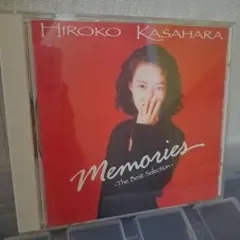 HIROKO KASAHARA
Memories
-The Best Selection-